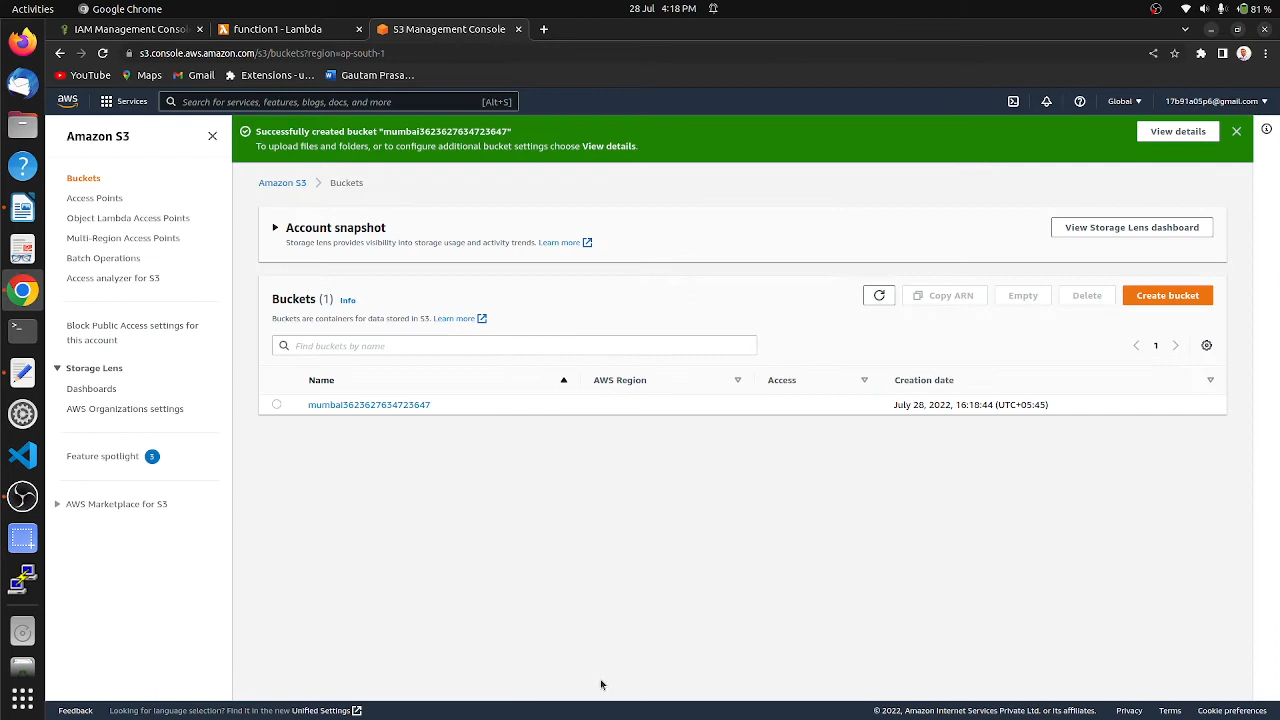 Activities Google Chrome 28 Jul 4:18 PM 81 %
IAM Management Consol function1 - Lambda S3 Management Console
s3.console.aws.amazon.com/s3/buckets?region=ap-south-1
YouTube Maps Gmail Extensions - u... Gautam Prasa...
aws Services Search for services, features, blogs, docs, and more [Alt+S] Global 17b91a05p6@gmail.com
Amazon S3
Buckets
Access Points
Object Lambda Access Points
Multi-Region Access Points
Batch Operations
Access analyzer for S3
Block Public Access settings for
this account
Storage Lens
Dashboards
AWS Organizations settings
Feature spotlight 3
AWS Marketplace for S3
Successfully created bucket "mumbai3623627634723647"
To upload files and folders, or to configure additional bucket settings choose View details.
View details
Amazon S3 Buckets
Account snapshot
Storage lens provides visibility into storage usage and activity trends. Learn more
View Storage Lens dashboard
Buckets (1) Info
Buckets are containers for data stored in S3. Learn more
Copy ARN Empty Delete Create bucket
Find buckets by name
1
Name AWS Region Access Creation date
mumbai3623627634723647 July 28, 2022, 16:18:44 (UTC+05:45)
Feedback Looking for language selection? Find it in the new Unified Settings © 2022, Amazon Internet Services Private Ltd. or its affiliates. Privacy Terms Cookie preferences